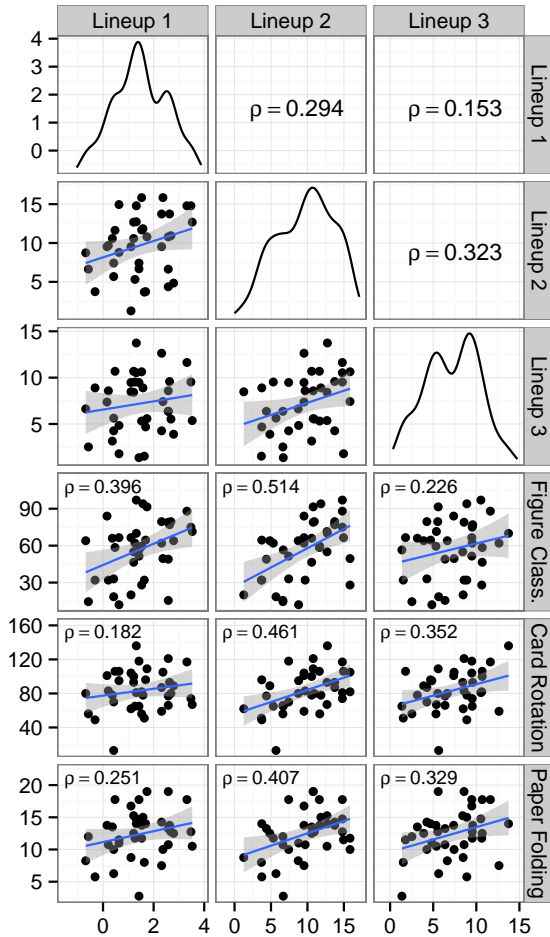 Lineup 1 Lineup 2 Lineup 3
4
3
2
1
0
ρ = 0.294 ρ = 0.153
Lineup 1
15
10
5
ρ = 0.323
Lineup 2
15
10
5
Lineup 3
90
60
30
ρ = 0.396 ρ = 0.514 ρ = 0.226
Figure Class.
160
120
80
40
ρ = 0.182 ρ = 0.461 ρ = 0.352
Card Rotation
20
15
10
5
ρ = 0.251 ρ = 0.407 ρ = 0.329
Paper Folding
0 2 4 0 5 10 15 0 5 10 15